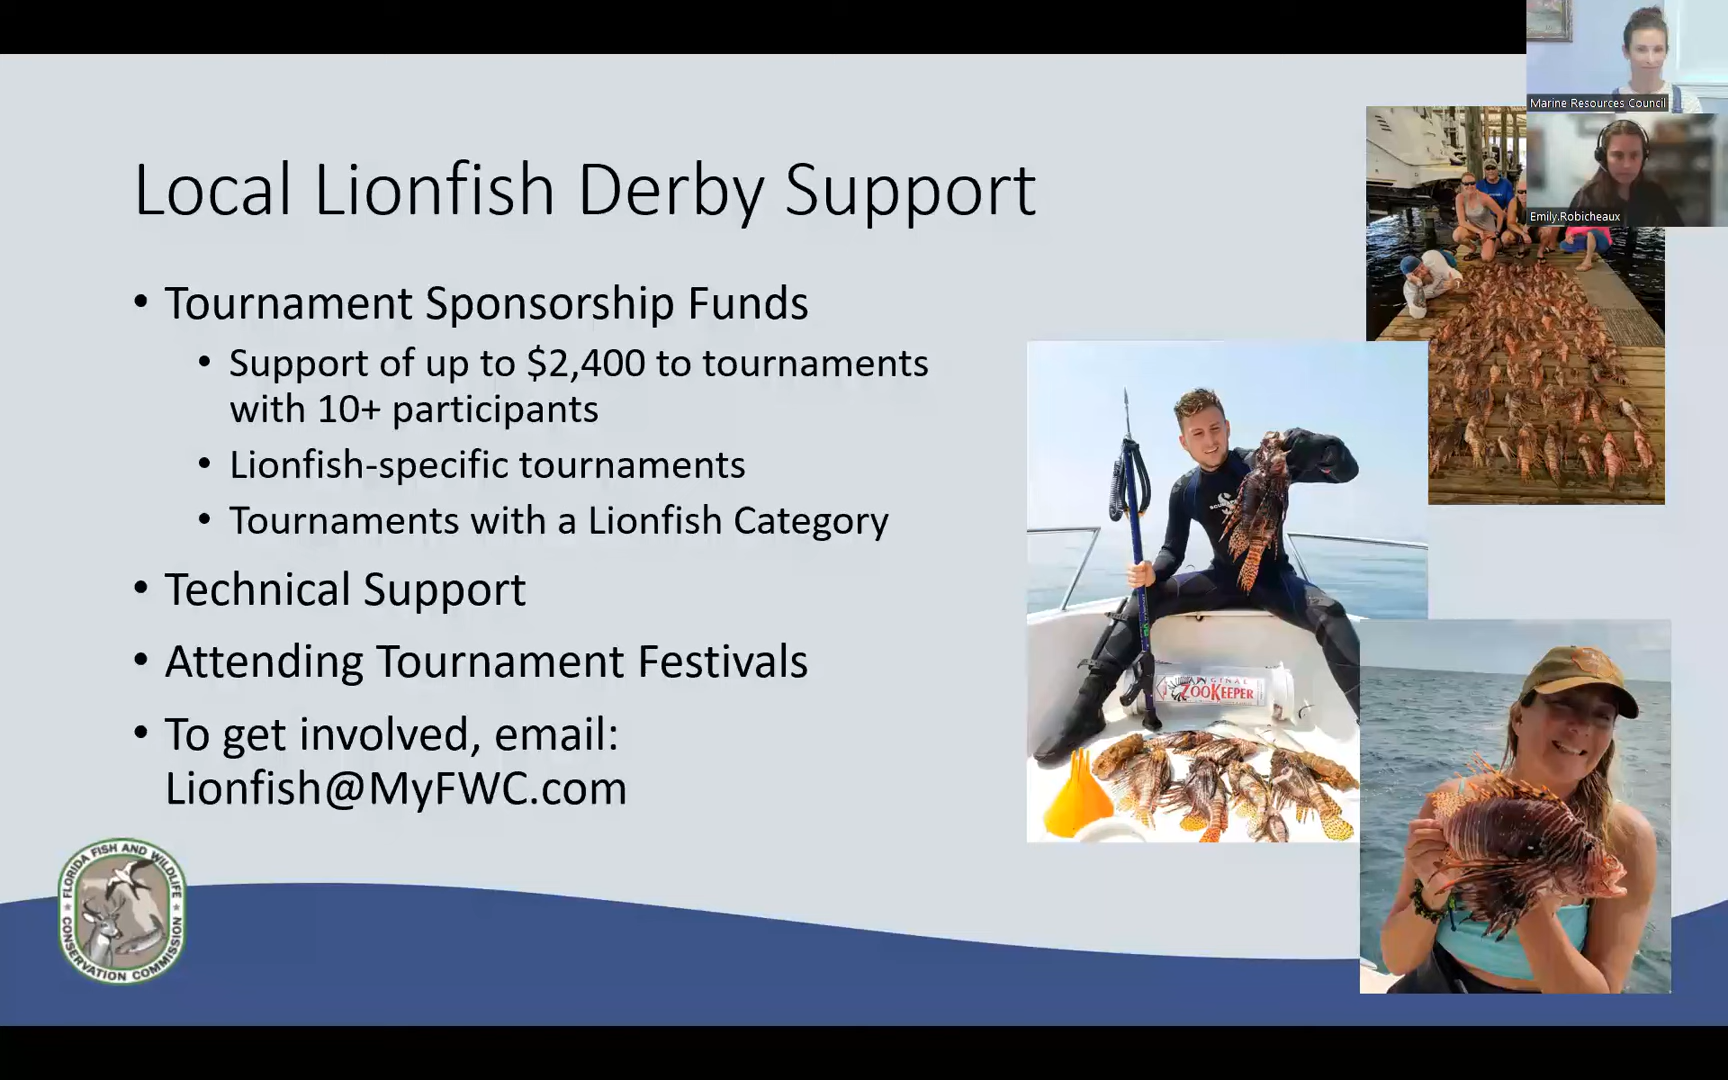 Marine Resources Council
Emily.Robicheaux
Local Lionfish Derby Support
• Tournament Sponsorship Funds
• Support of up to $2,400 to tournaments
with 10+ participants
• Lionfish-specific tournaments
• Tournaments with a Lionfish Category
• Technical Support
• Attending Tournament Festivals
• To get involved, email:
Lionfish@MyFWC.com
ZOOKEEPER
FLORIDA FISH AND WILDLIFE
CONSERVATION COMMISSION